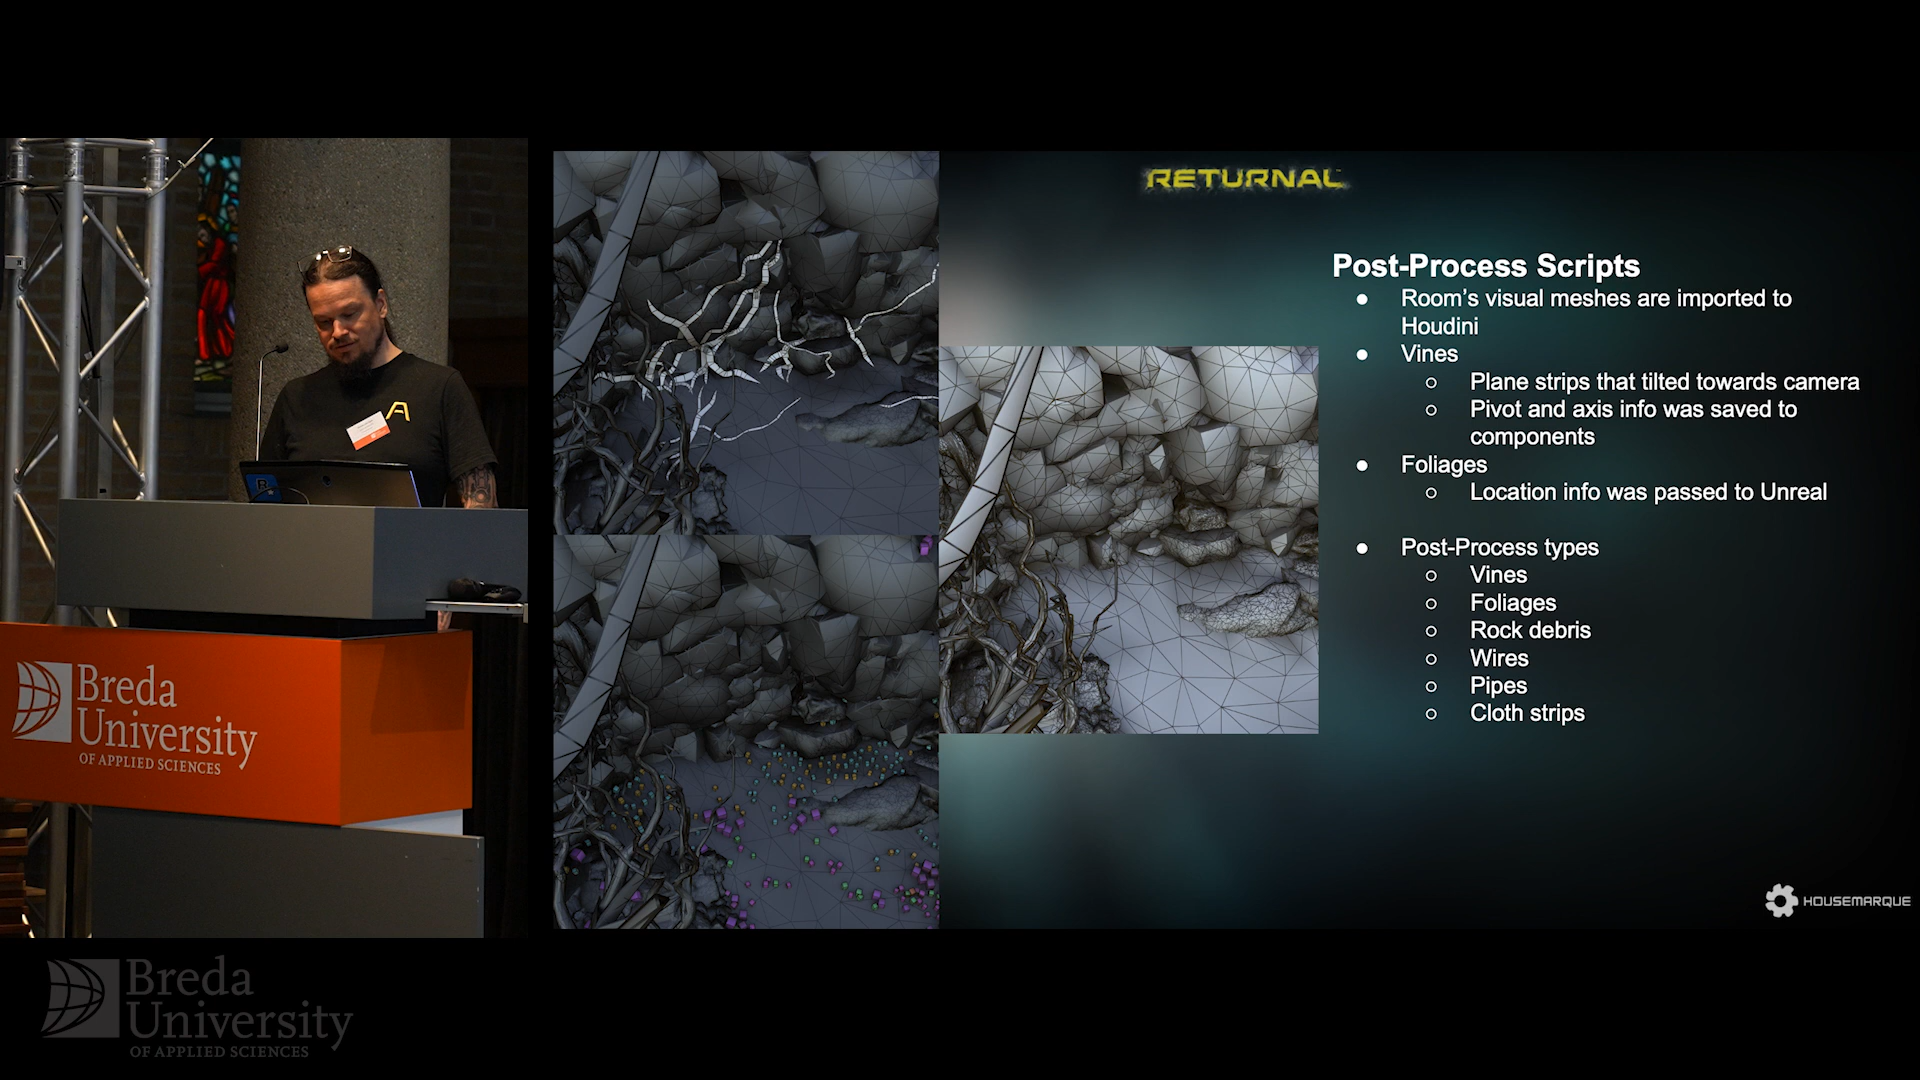 RETURNAL
Post-Process Scripts
● Room's visual meshes are imported to
Houdini
● Vines
○ Plane strips that tilted towards camera
○ Pivot and axis info was saved to
components
● Foliages
○ Location info was passed to Unreal
● Post-Process types
○ Vines
○ Foliages
○ Rock debris
○ Wires
○ Pipes
○ Cloth strips
HOUSEMARQUE
Breda
University
OF APPLIED SCIENCES
Breda
University
OF APPLIED SCIENCES